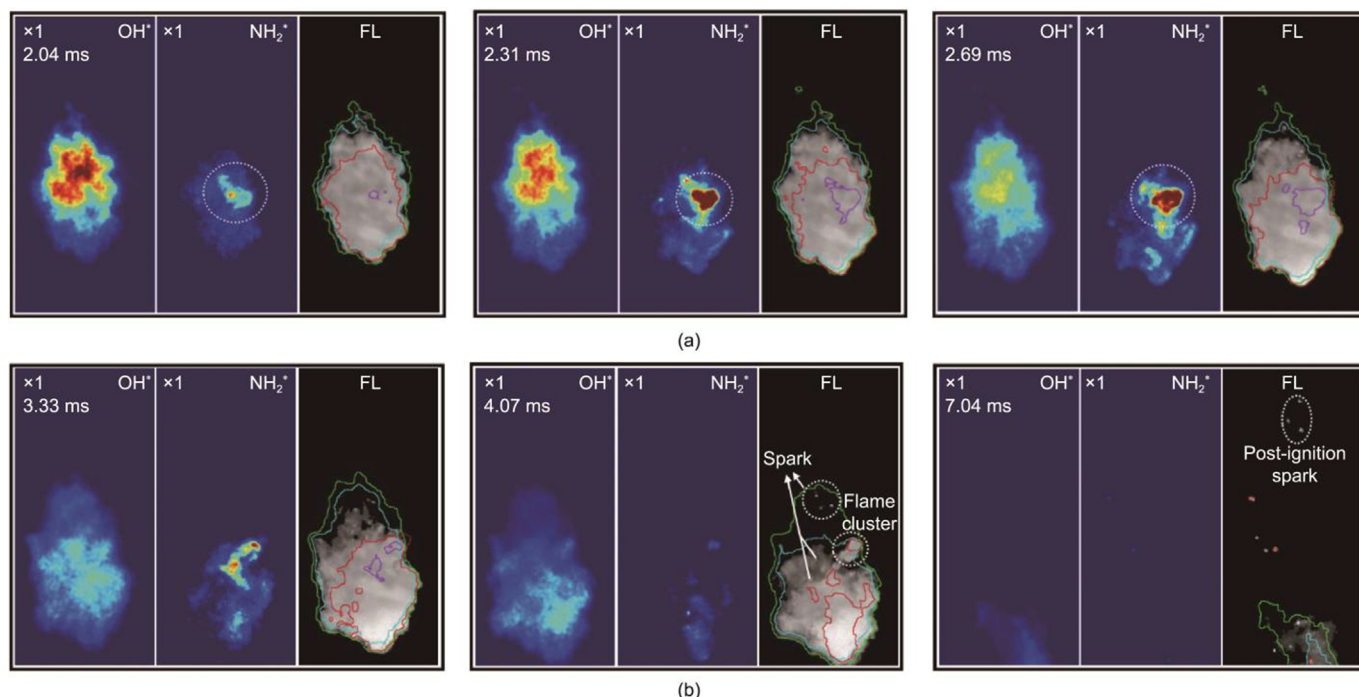 ×1 OH* ×1 NH₂* FL
2.04 ms
×1 OH* ×1 NH₂* FL
2.31 ms
×1 OH* ×1 NH₂* FL
2.69 ms
(a)
×1 OH* ×1 NH₂* FL
3.33 ms
×1 OH* ×1 NH₂* FL
4.07 ms
Spark
Flame
cluster
×1 OH* ×1 NH₂* FL
7.04 ms
Post-ignition
spark
(b)